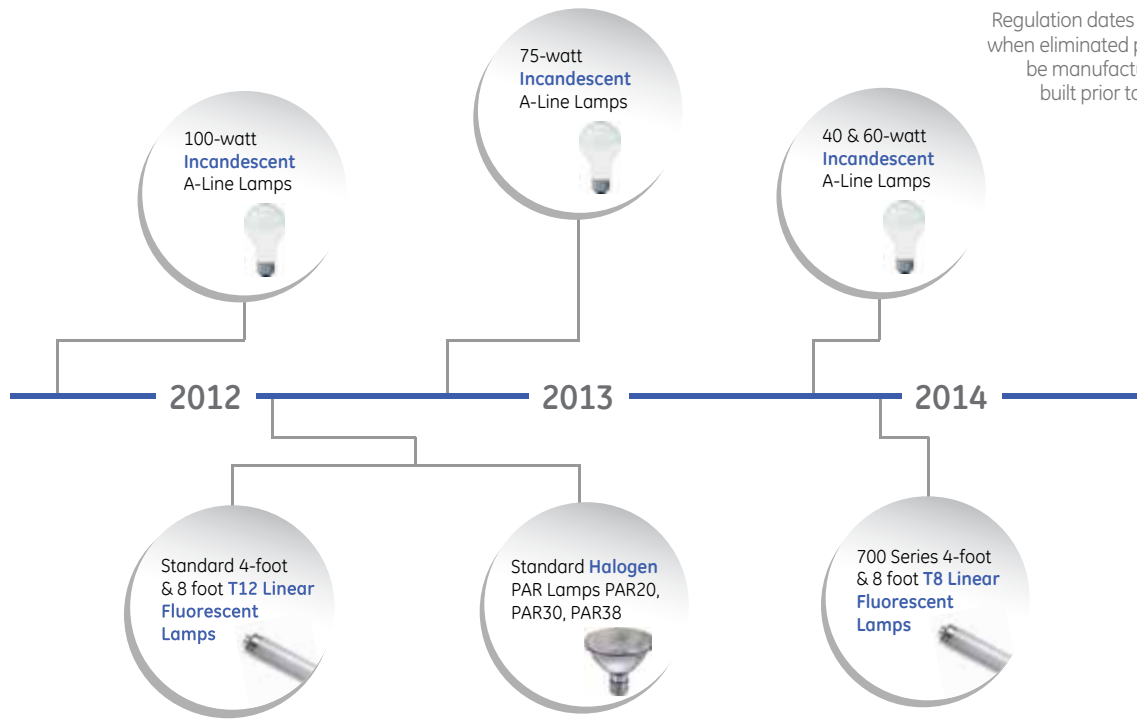 Regulation dates
when eliminated
be
built prior
75-watt
Incandescent
A-Line Lamps
100-watt
Incandescent
A-Line Lamps
40 & 60-watt
Incandescent
A-Line Lamps
2012
2013
2014
Standard 4-foot
& 8 foot T12 Linear
Fluorescent
Lamps
Standard Halogen
PAR Lamps PAR20,
PAR30, PAR38
700 Series 4-foot
& 8 foot T8 Linear
Fluorescent
Lamps